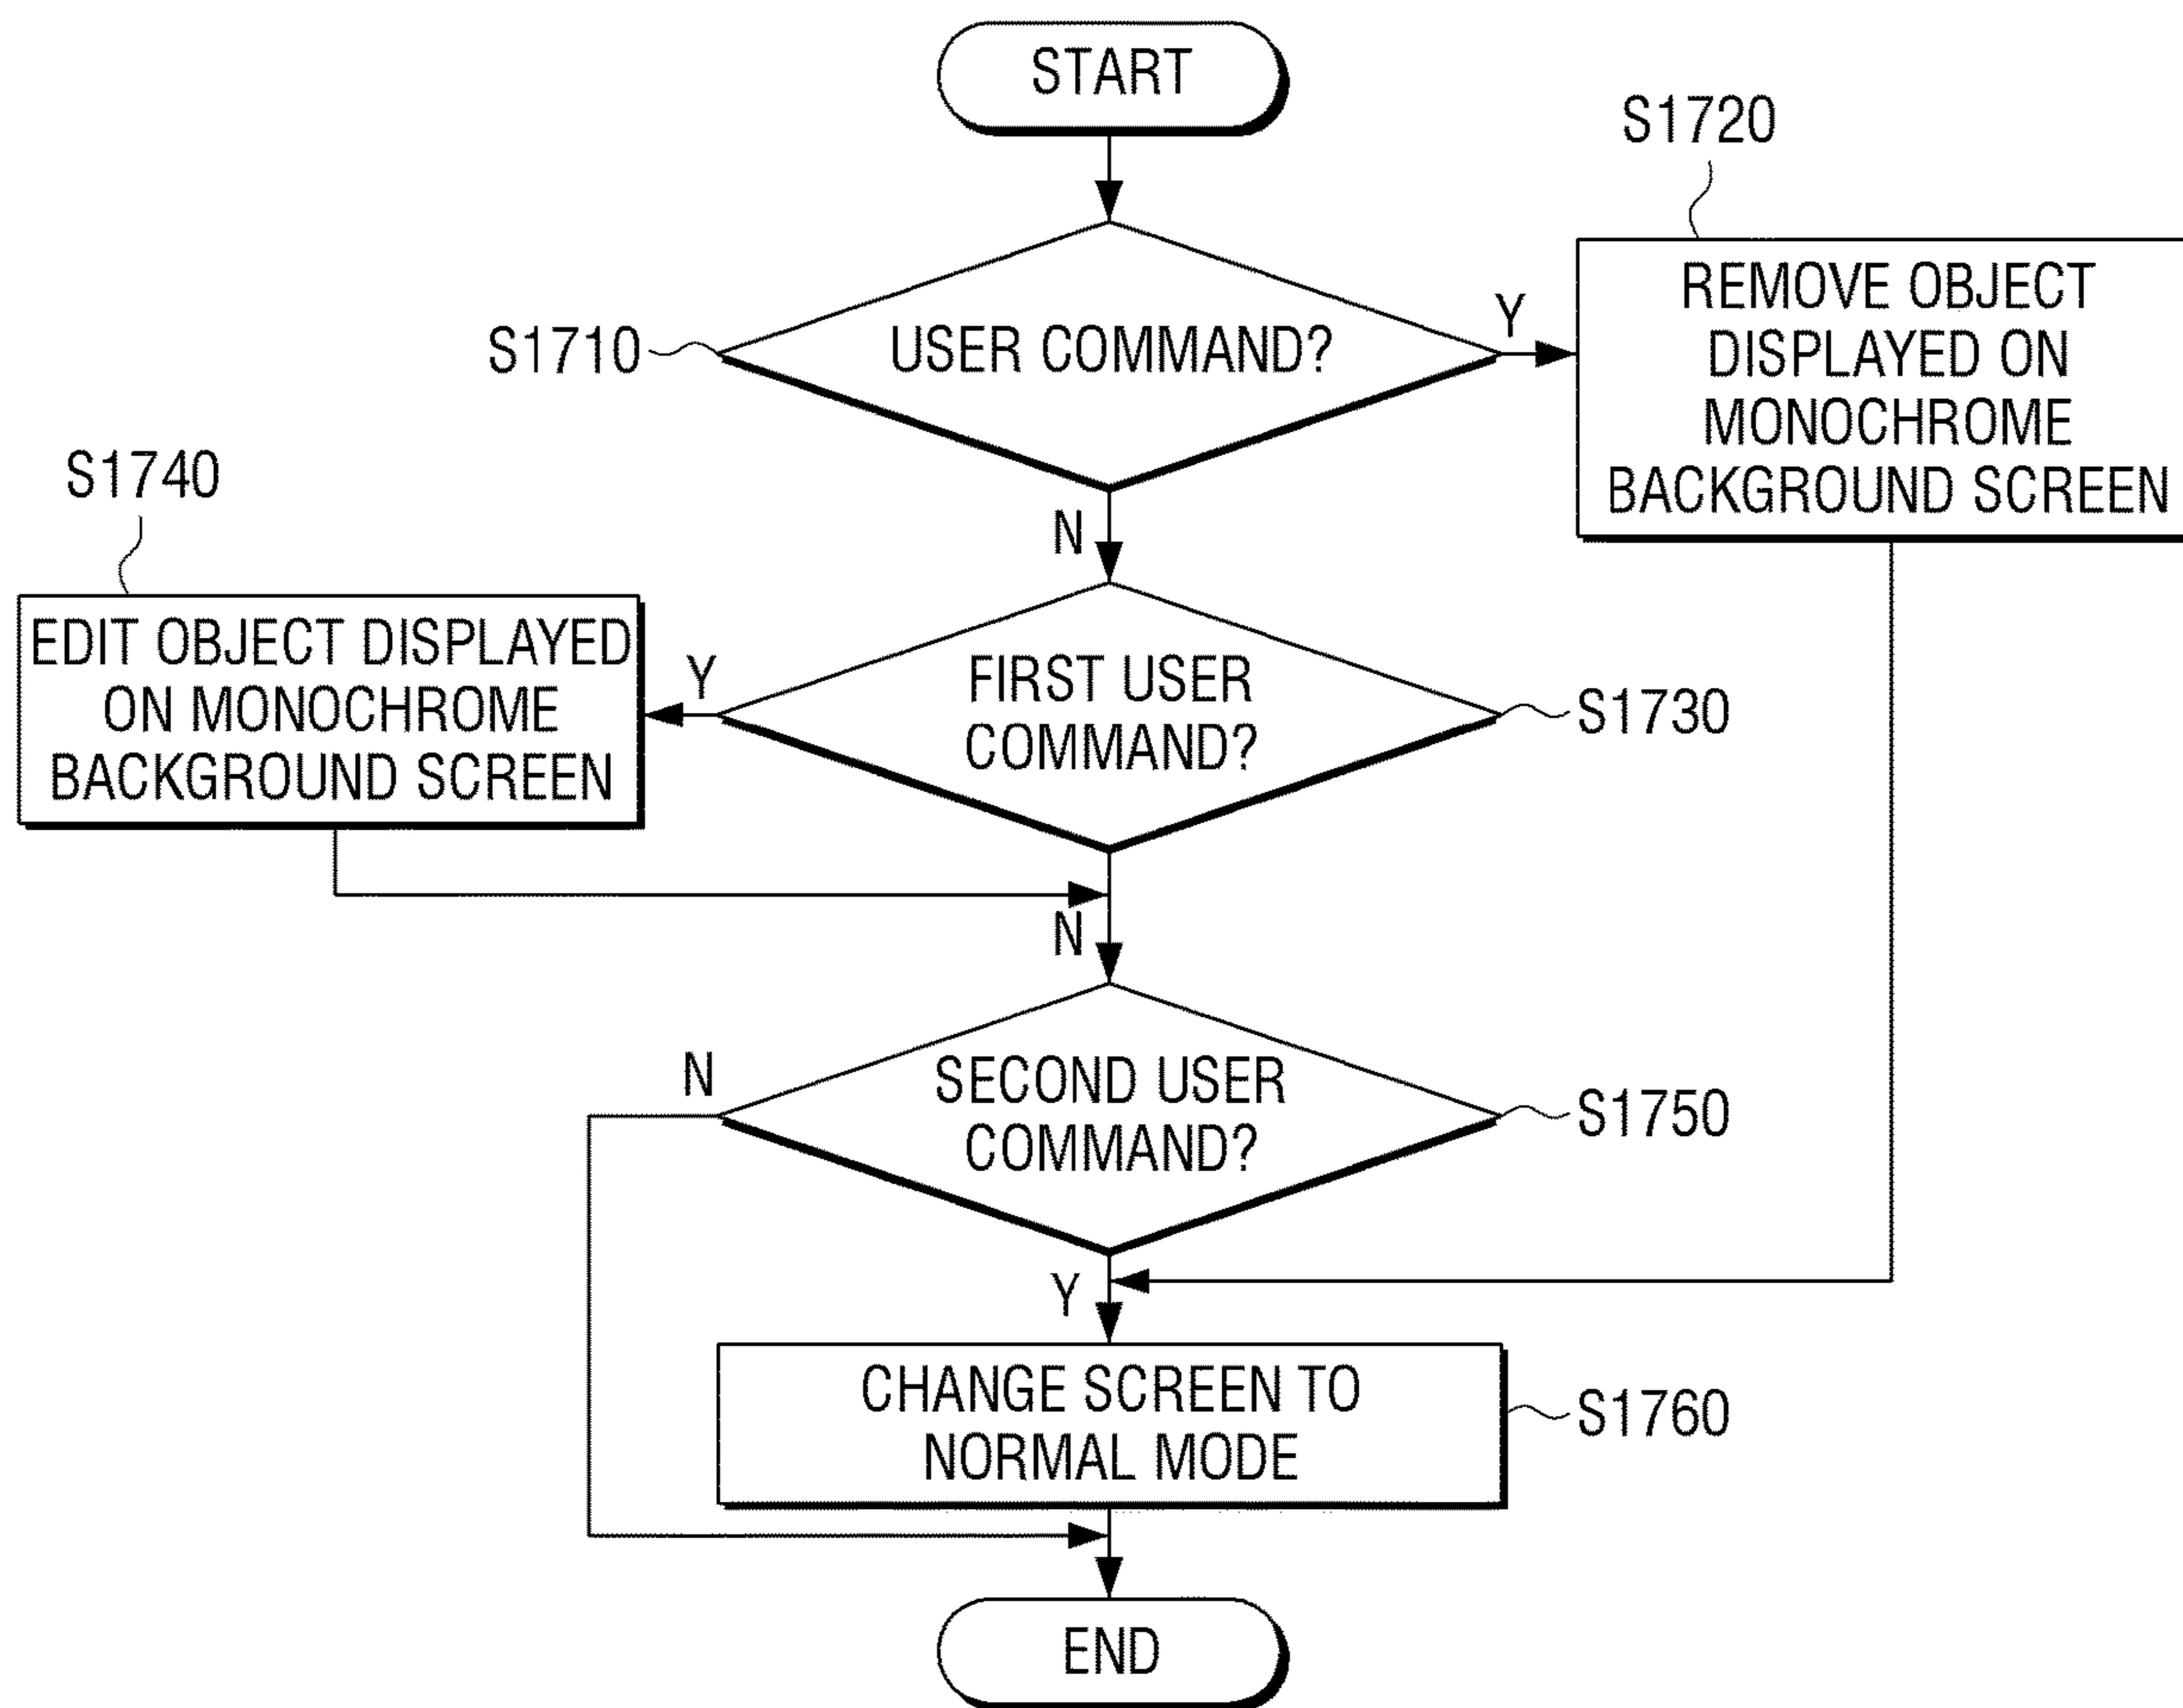 START
S1720
S1710
USER COMMAND?
Y
REMOVE OBJECT
DISPLAYED ON
MONOCHROME
BACKGROUND SCREEN
N
S1740
EDIT OBJECT DISPLAYED
ON MONOCHROME
BACKGROUND SCREEN
Y
FIRST USER
COMMAND?
S1730
N
N
SECOND USER
COMMAND?
S1750
Y
CHANGE SCREEN TO
NORMAL MODE
S1760
END